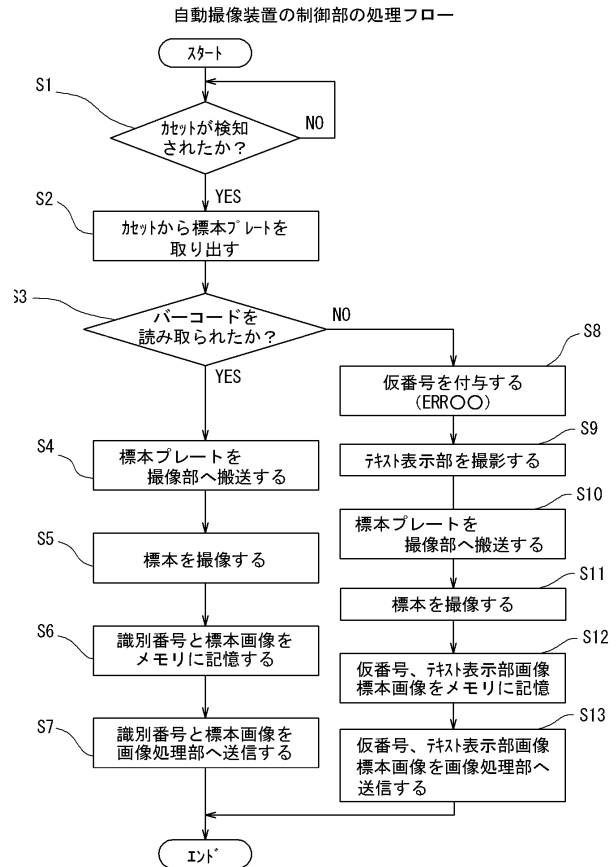 自動撮像装置の制御部の処理フロー
ｽﾀｰﾄ
S1
ｶｾｯﾄが検知
されたか？
NO
YES
S2
ｶｾｯﾄから標本ﾌﾟﾚｰﾄを
取り出す
S3
バーコードを
読み取られたか？
NO
YES
S8
仮番号を付与する
(ERR〇〇)
S9
ﾃｷｽﾄ表示部を撮影する
S4
標本プレートを
撮像部へ搬送する
S10
標本プレートを
撮像部へ搬送する
S5
標本を撮像する
S11
標本を撮像する
S6
識別番号と標本画像を
メモリに記憶する
S12
仮番号、ﾃｷｽﾄ表示部画像
標本画像をメモリに記憶
S7
識別番号と標本画像を
画像処理部へ送信する
S13
仮番号、ﾃｷｽﾄ表示部画像
標本画像を画像処理部へ
送信する
ｴﾝﾄﾞ